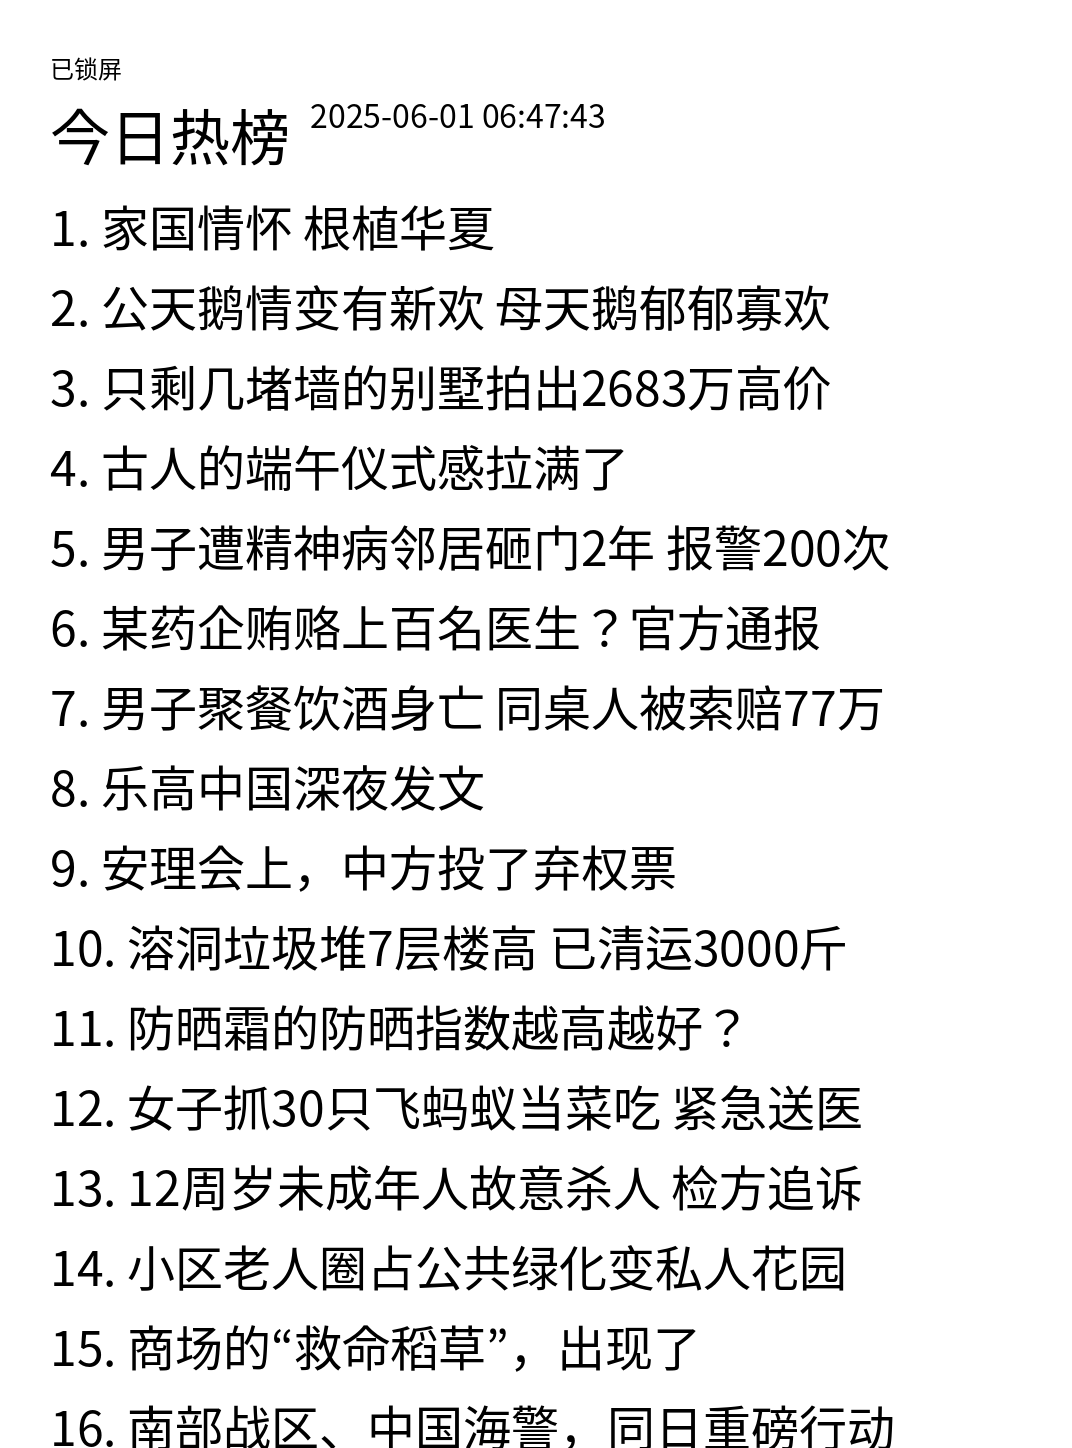 已锁屏
今日热榜 2025-06-01 06:47:43
1. 家国情怀 根植华夏
2. 公天鹅情变有新欢 母天鹅郁郁寡欢
3. 只剩几堵墙的别墅拍出2683万高价
4. 古人的端午仪式感拉满了
5. 男子遭精神病邻居砸门2年 报警200次
6. 某药企贿赂上百名医生？官方通报
7. 男子聚餐饮酒身亡 同桌人被索赔77万
8. 乐高中国深夜发文
9. 安理会上，中方投了弃权票
10. 溶洞垃圾堆7层楼高 已清运3000斤
11. 防晒霜的防晒指数越高越好？
12. 女子抓30只飞蚂蚁当菜吃 紧急送医
13. 12周岁未成年人故意杀人 检方追诉
14. 小区老人圈占公共绿化变私人花园
15. 商场的“救命稻草”，出现了
16. 南部战区、中国海警，同日重磅行动